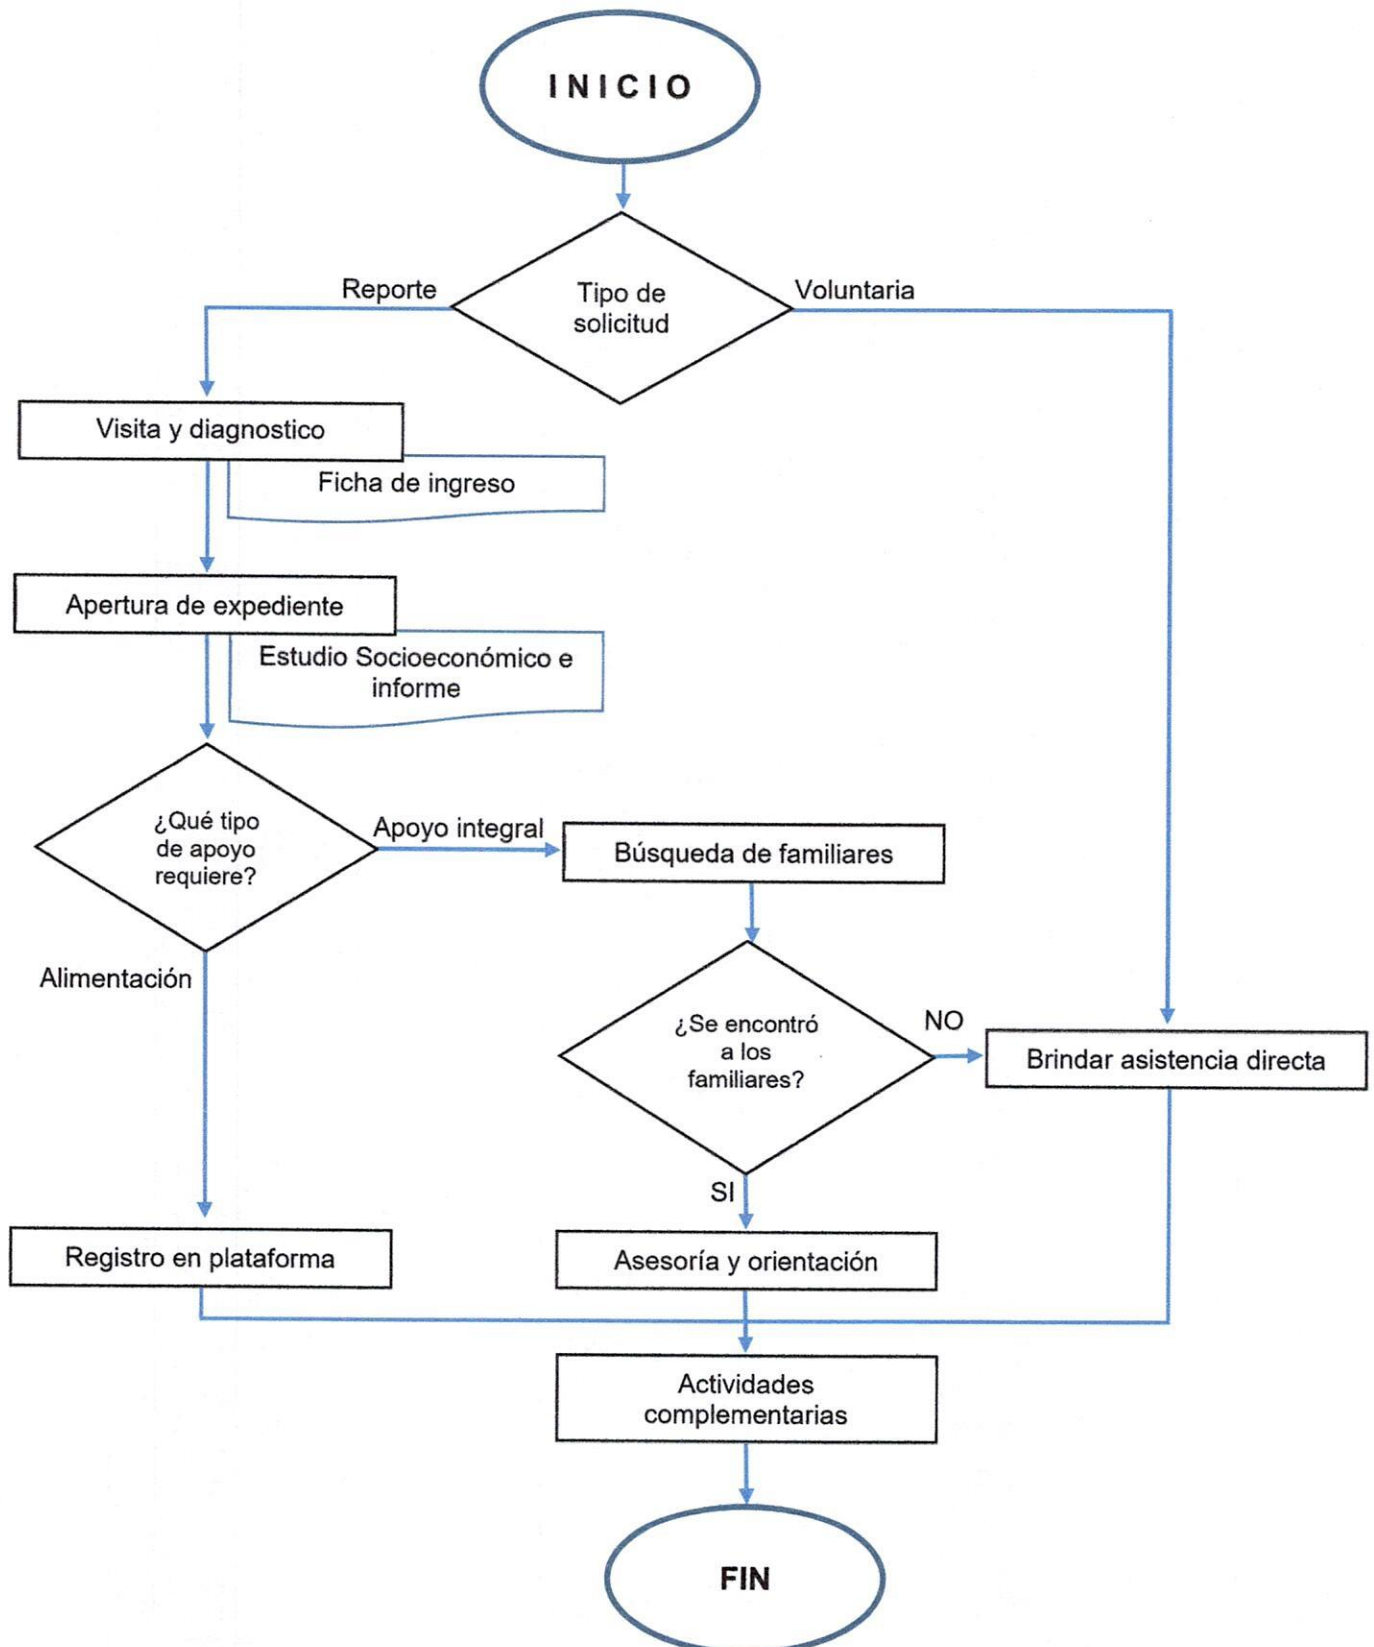 INICIO
Reporte
Tipo de
solicitud
Voluntaria
Visita y diagnostico
Ficha de ingreso
Apertura de expediente
Estudio Socioeconómico e
informe
¿Qué tipo
de apoyo
requiere?
Apoyo integral
Búsqueda de familiares
Alimentación
¿Se encontró
a los
familiares?
NO
Brindar asistencia directa
SI
Registro en plataforma
Asesoría y orientación
Actividades
complementarias
FIN